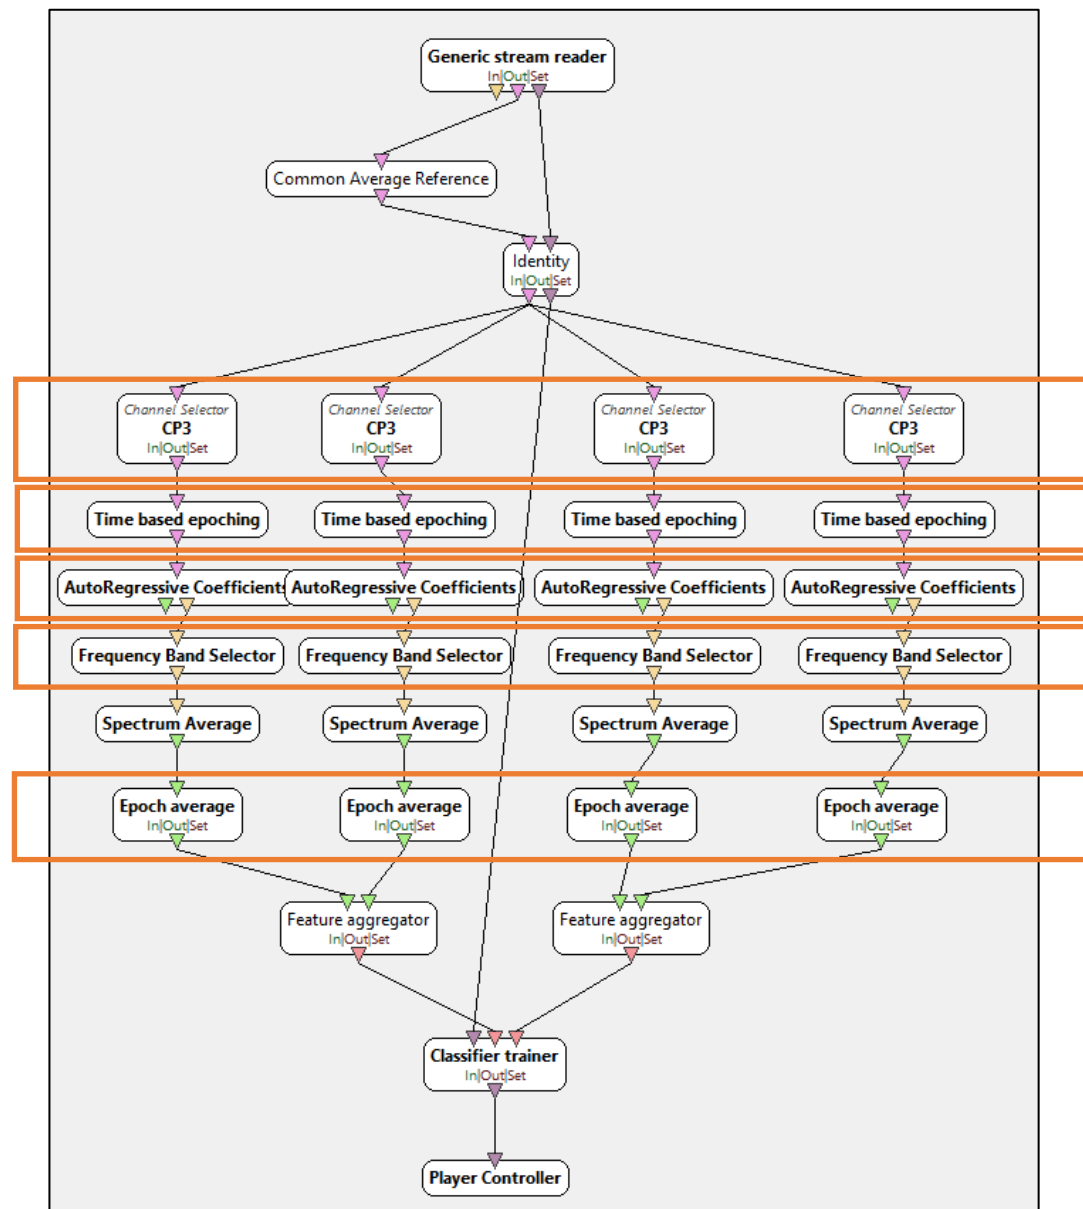 Generic stream reader
In|Out|Set
Common Average Reference
Identity
In|Out|Set
Channel Selector Channel Selector Channel Selector Channel Selector
CP3 CP3 CP3 CP3
In|Out|Set In|Out|Set In|Out|Set In|Out|Set
Time based epoching Time based epoching Time based epoching Time based epoching
AutoRegressive Coefficients AutoRegressive Coefficients AutoRegressive Coefficients AutoRegressive Coefficients
Frequency Band Selector Frequency Band Selector Frequency Band Selector Frequency Band Selector
Spectrum Average Spectrum Average Spectrum Average Spectrum Average
Epoch average Epoch average Epoch average Epoch average
In|Out|Set In|Out|Set In|Out|Set In|Out|Set
Feature aggregator Feature aggregator
In|Out|Set In|Out|Set
Classifier trainer
In|Out|Set
Player Controller